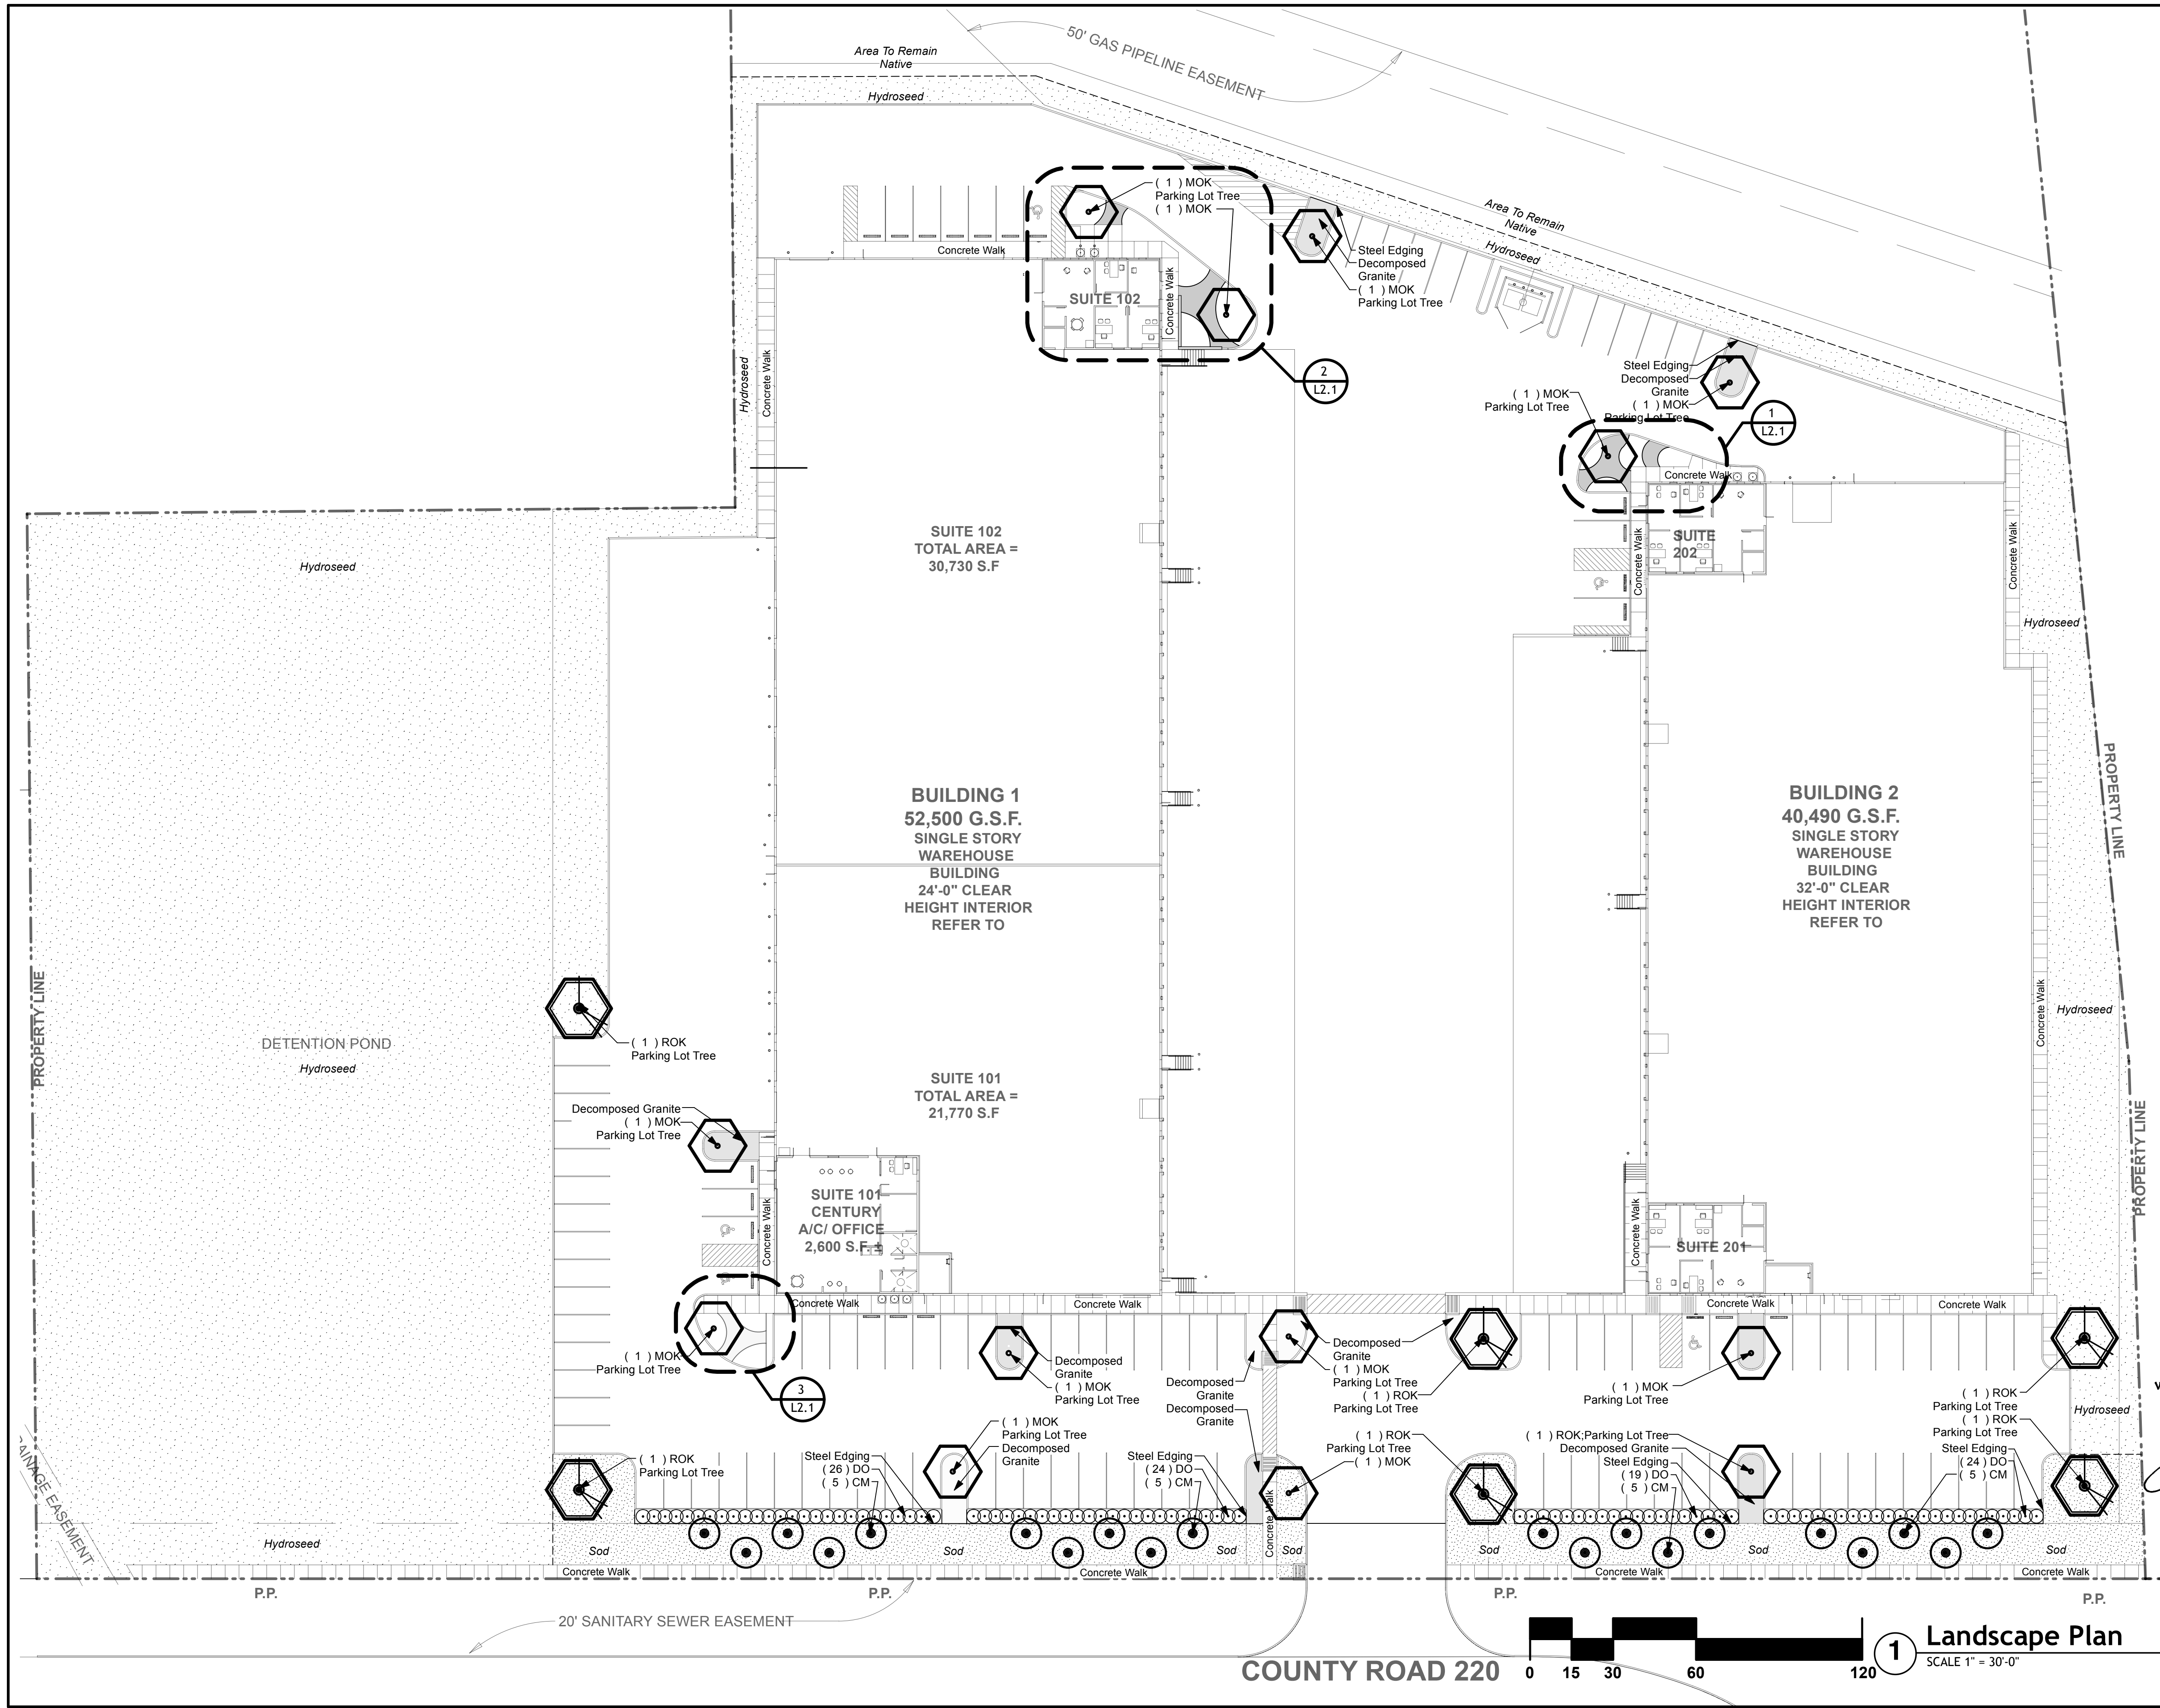 50' GAS PIPELINE EASEMENT
Area To Remain
Native
Hydroseed
( 1 ) MOK
Parking Lot Tree
( 1 ) MOK
Concrete Walk
SUITE 102
Concrete Walk
Steel Edging
Decomposed
Granite
( 1 ) MOK
Parking Lot Tree
Area To Remain
Native
Hydroseed
2
L2.1
Steel Edging
Decomposed
Granite
( 1 ) MOK
Parking Lot Tree
( 1 ) MOK
Parking Lot Tree
1
L2.1
Concrete Walk
SUITE
202
Concrete Walk
Concrete Walk
Hydroseed
Hydroseed
Concrete Walk
Hydroseed
SUITE 102
TOTAL AREA =
30,730 S.F
BUILDING 1
52,500 G.S.F.
SINGLE STORY
WAREHOUSE
BUILDING
24'-0" CLEAR
HEIGHT INTERIOR
REFER TO
BUILDING 2
40,490 G.S.F.
SINGLE STORY
WAREHOUSE
BUILDING
32'-0" CLEAR
HEIGHT INTERIOR
REFER TO
PROPERTY LINE
PROPERTY LINE
DETENTION POND
Hydroseed
( 1 ) ROK
Parking Lot Tree
Concrete Walk
Hydroseed
SUITE 101
TOTAL AREA =
21,770 S.F
Decomposed Granite
( 1 ) MOK
Parking Lot Tree
PROPERTY LINE
SUITE 101
CENTURY
A/C/ OFFICE
2,600 S.F.±
Concrete Walk
Concrete Walk
SUITE 201
Concrete Walk
Concrete Walk
Concrete Walk
Concrete Walk
( 1 ) MOK
Parking Lot Tree
3
L2.1
Decomposed
Granite
( 1 ) MOK
Parking Lot Tree
Decomposed
Granite
Decomposed
Granite
Decomposed
Granite
( 1 ) MOK
Parking Lot Tree
( 1 ) ROK
Parking Lot Tree
( 1 ) MOK
Parking Lot Tree
( 1 ) ROK
Parking Lot Tree
( 1 ) ROK
Parking Lot Tree
Hydroseed
( 1 ) ROK
Parking Lot Tree
Steel Edging
( 26 ) DO
( 5 ) CM
( 1 ) MOK
Parking Lot Tree
Decomposed
Granite
Steel Edging
( 24 ) DO
( 5 ) CM
( 1 ) ROK
Parking Lot Tree
( 1 ) MOK
( 1 ) ROK;Parking Lot Tree
Decomposed Granite
Steel Edging
( 19 ) DO
( 5 ) CM
Steel Edging
( 24 ) DO
( 5 ) CM
Concrete Walk
Hydroseed
Sod
Sod
Sod
Sod
Sod
Sod
Sod
Concrete Walk
Concrete Walk
Concrete Walk
Concrete Walk
P.P.
P.P.
P.P.
P.P.
20' SANITARY SEWER EASEMENT
COUNTY ROAD 220
0 15 30 60 120
1
Landscape Plan
SCALE 1" = 30'-0"